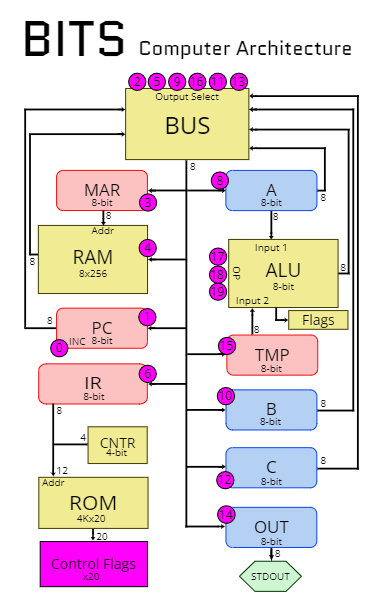 BITS Computer Architecture
2 5 9 16 11 13
Output Select
BUS
8
MAR
8-bit
3
8
A
8-bit
8
8
8
Addr
RAM
8x256
4
8
Input 1
ALU
8-bit
OP
Input 2
17
18
19
8
Flags
8
PC
8-bit
1
INC
0
8
TMP
8-bit
15
IR
8-bit
6
8
B
8-bit
10
8
CNTR
4-bit
4
C
8-bit
12
8
12
Addr
ROM
4Kx20
20
Control Flags
x20
14
OUT
8-bit
8
STDOUT